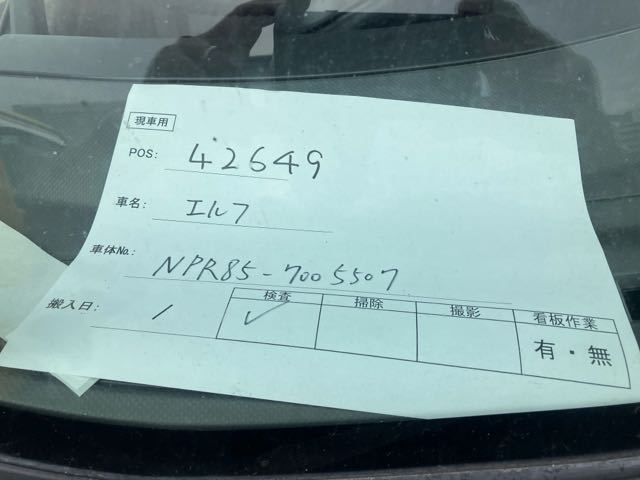 現車用
POS: 42649
車名: エルフ
車体No.: NPR85-7005507
搬入日: /
検査 掃除 撮影 看板作業
✓ 有・無